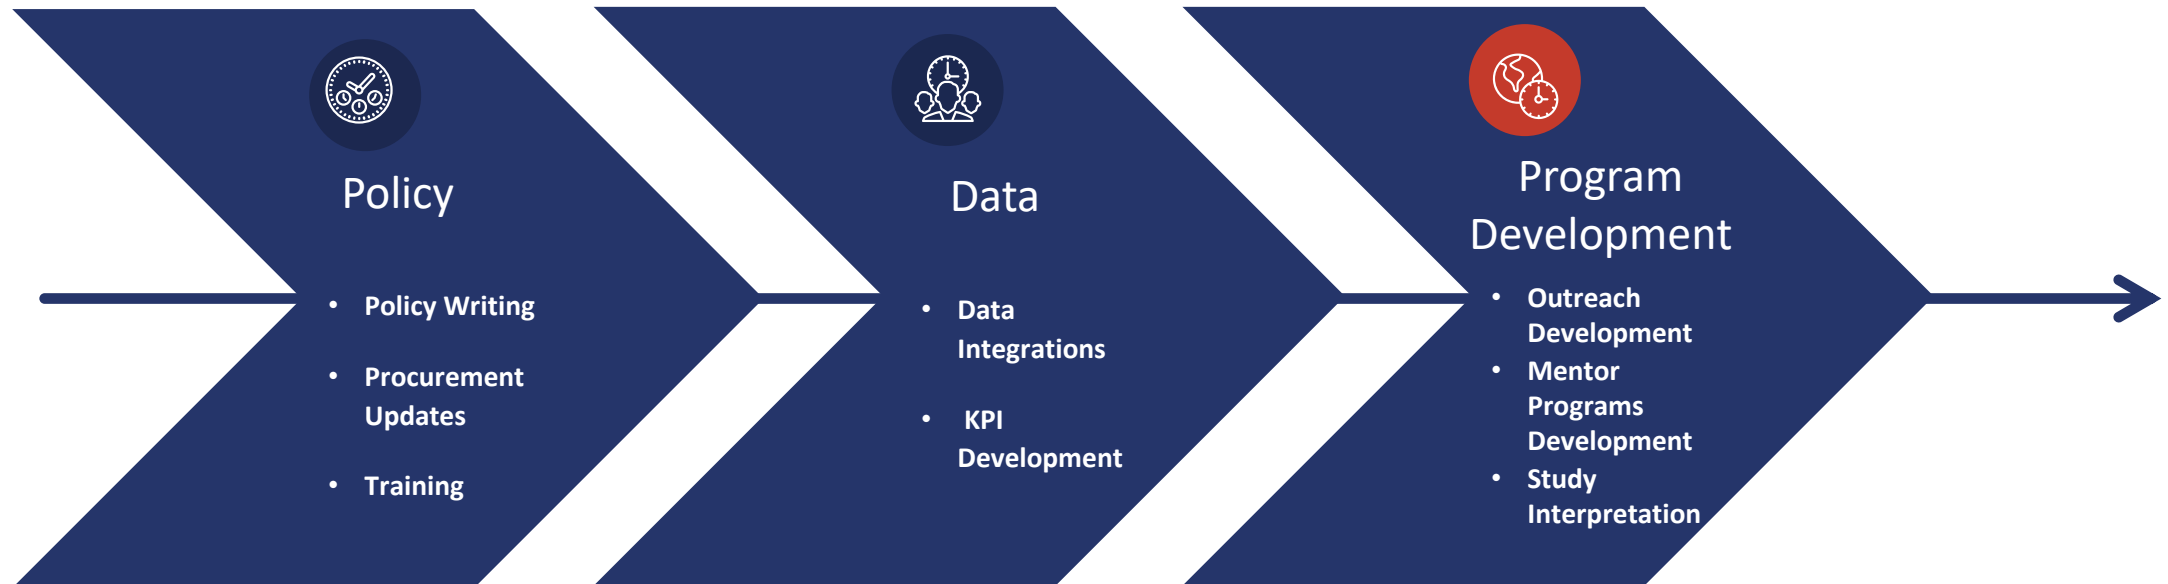 Policy
• Policy Writing
• Procurement
Updates
• Training
Data
• Data
Integrations
• KPI
Development
Program
Development
• Outreach
Development
• Mentor
Programs
Development
• Study
Interpretation